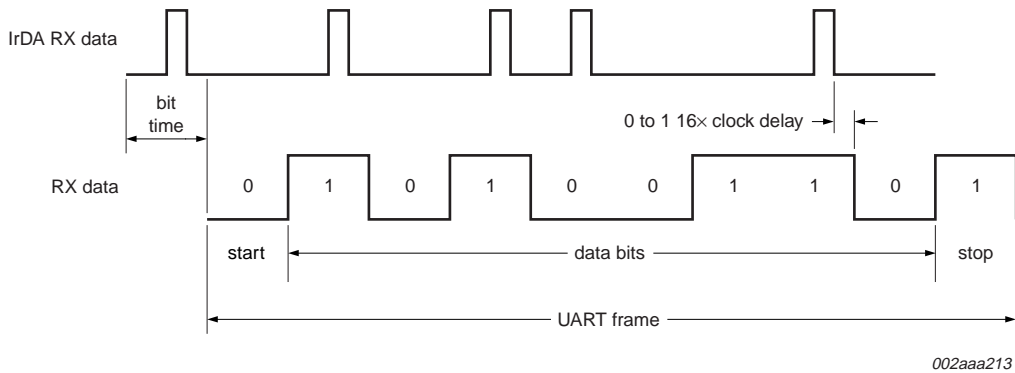 IrDA RX data
bit
time
0 to 1 16× clock delay
RX data
0 1 0 1 0 0 1 1 0 1
start
data bits
stop
UART frame
002aaa213